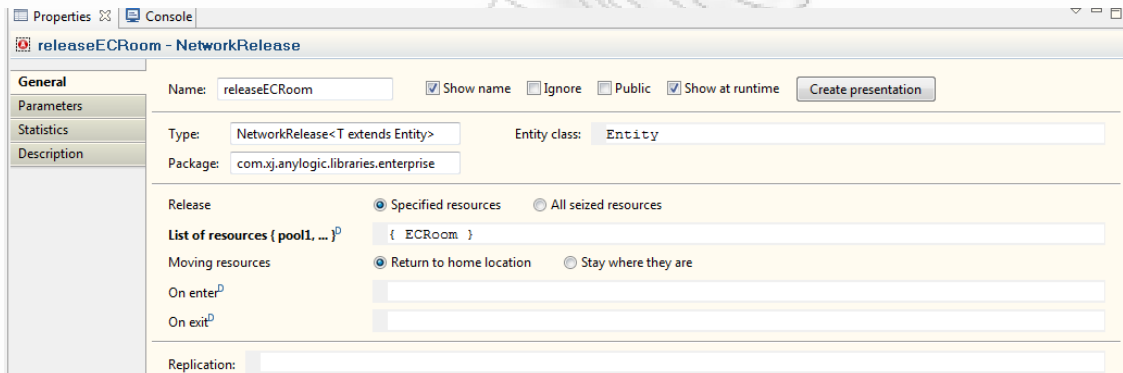 Properties Console
releaseECRoom - NetworkRelease
General
Parameters
Statistics
Description
Name: releaseECRoom Show name Ignore Public Show at runtime Create presentation
Type: NetworkRelease<T extends Entity> Entity class: Entity
Package: com.xj.anylogic.libraries.enterprise
Release Specified resources All seized resources
List of resources { pool1, ... }D { ECRoom }
Moving resources Return to home location Stay where they are
On enterD
On exitD
Replication: